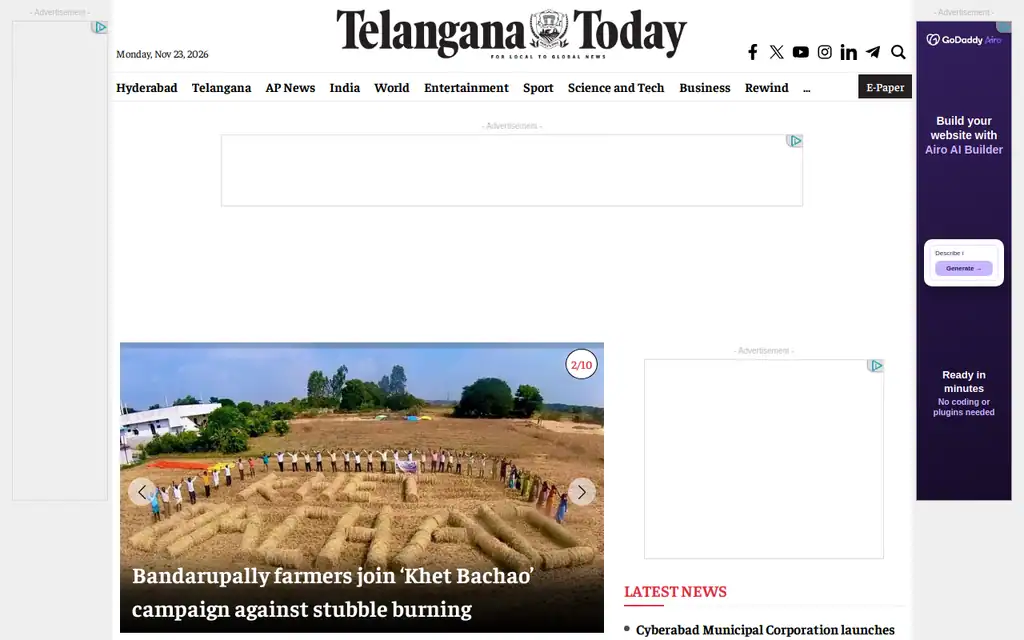 - Advertisement -
- Advertisement -
Telangana Today
FOR LOCAL TO GLOBAL NEWS
Monday, Nov 23, 2026
Hyderabad Telangana AP News India World Entertainment Sport Science and Tech Business Rewind ... E-Paper
- Advertisement -
GoDaddy Airo
Build your
website with
Airo AI Builder
Describe
Generate →
Ready in
minutes
No coding or
plugins needed
2/10
KHET
BACHAO
Bandarupally farmers join ‘Khet Bachao’
campaign against stubble burning
- Advertisement -
LATEST NEWS
Cyberabad Municipal Corporation launches